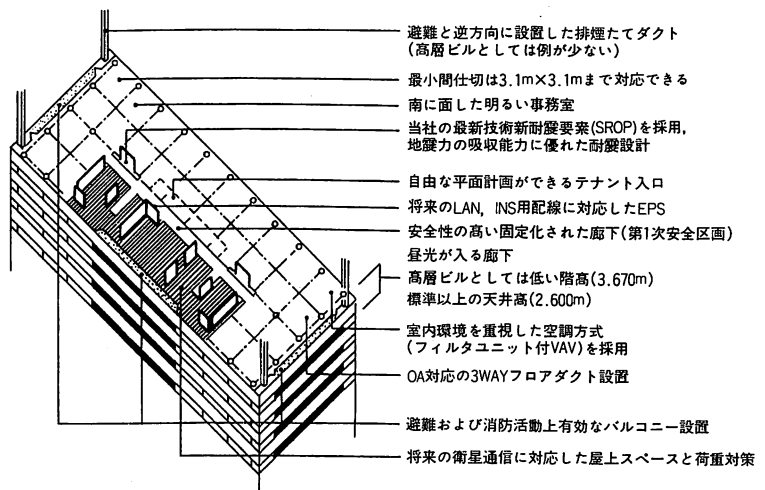 避難と逆方向に設置した排煙たてダクト
(高層ビルとしては例が少ない)
最小間仕切は3.1m×3.1mまで対応できる
南に面した明るい事務室
当社の最新技術新耐震要素(SROP)を採用,
地震力の吸収能力に優れた耐震設計
自由な平面計画ができるテナント入口
将来のLAN, INS用配線に対応したEPS
安全性の高い固定化された廊下(第1次安全区画)
昼光が入る廊下
高層ビルとしては低い階高(3.670m)
標準以上の天井高(2.600m)
室内環境を重視した空調方式
(フィルタユニット付VAV)を採用
OA対応の3WAYフロアダクト設置
避難および消防活動上有効なバルコニー設置
将来の衛星通信に対応した屋上スペースと荷重対策